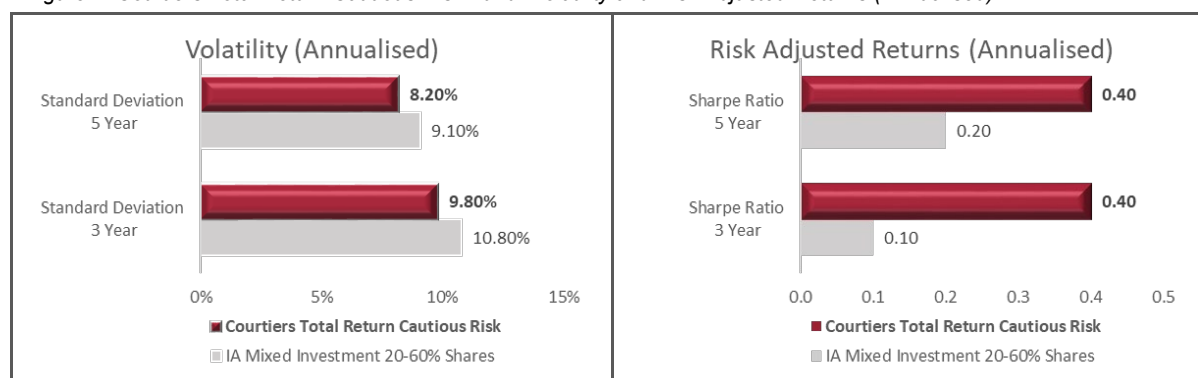 Volatility (Annualised)
Standard Deviation
5 Year
8.20%
9.10%
Standard Deviation
3 Year
9.80%
10.80%
0%
5%
10%
15%
Courtiers Total Return Cautious Risk
IA Mixed Investment 20-60% Shares
Risk Adjusted Returns (Annualised)
Sharpe Ratio
5 Year
0.40
0.20
Sharpe Ratio
3 Year
0.40
0.10
0.0
0.1
0.2
0.3
0.4
0.5
Courtiers Total Return Cautious Risk
IA Mixed Investment 20-60% Shares